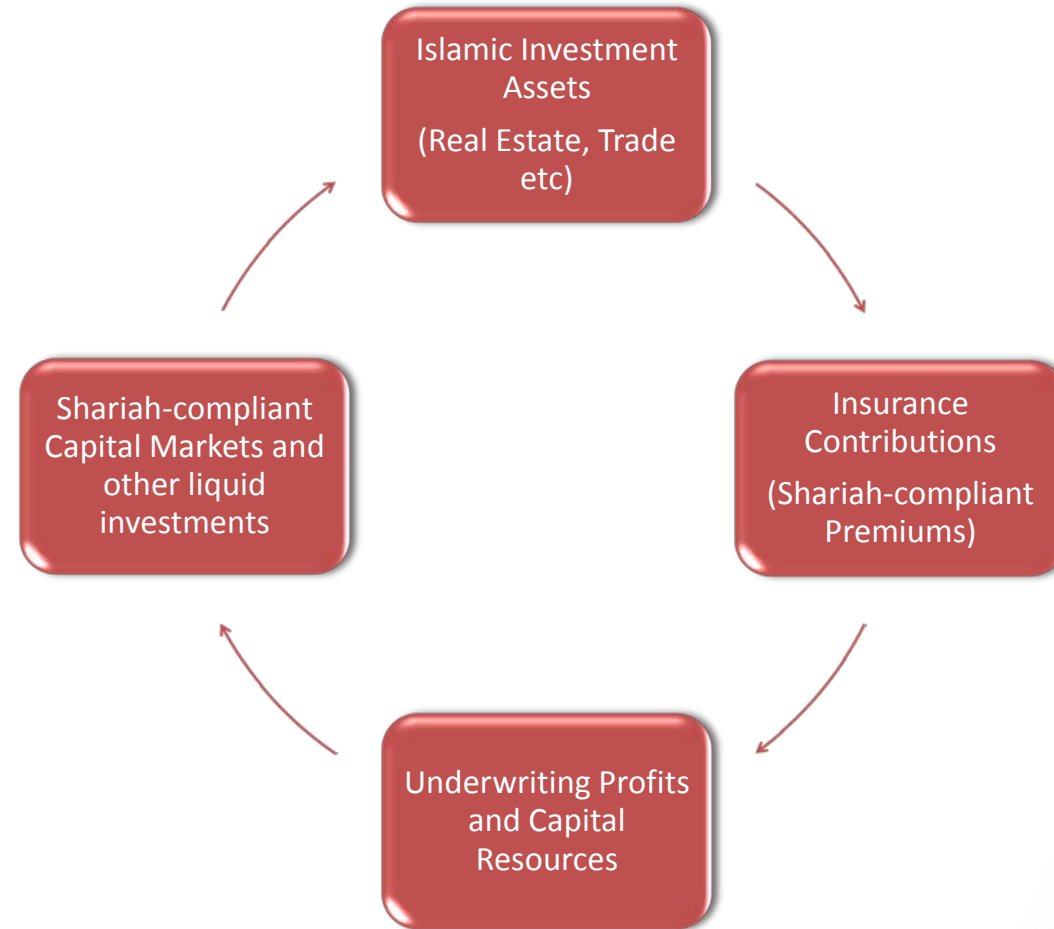 Islamic Investment
Assets
(Real Estate, Trade
etc)
Insurance
Contributions
(Shariah-compliant
Premiums)
Underwriting Profits
and Capital
Resources
Shariah-compliant
Capital Markets and
other liquid
investments